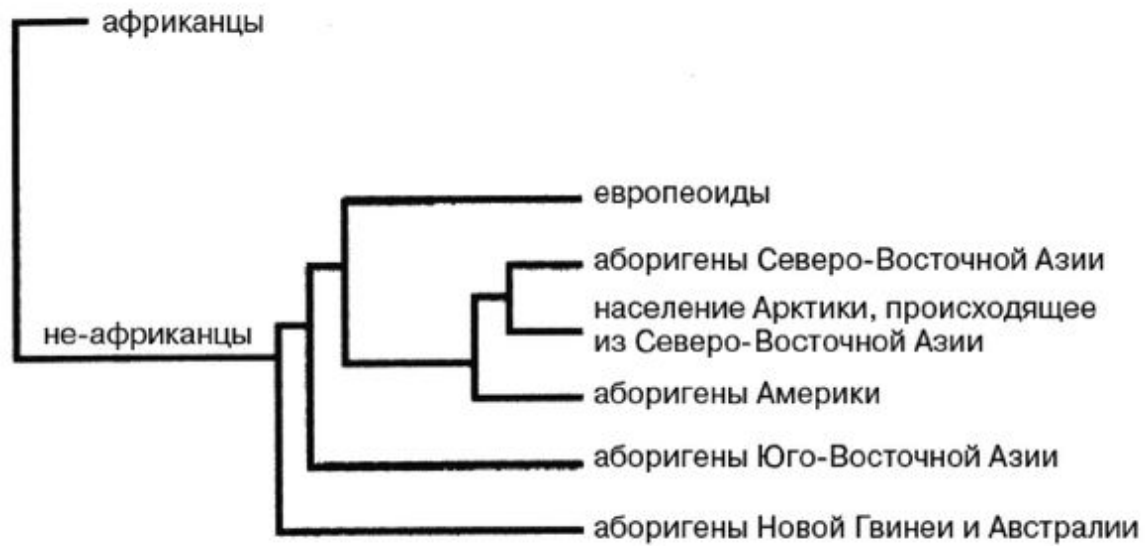 африканцы
европеоиды
аборигены Северо-Восточной Азии
население Арктики, происходящее
из Северо-Восточной Азии
не-африканцы
аборигены Америки
аборигены Юго-Восточной Азии
аборигены Новой Гвинеи и Австралии